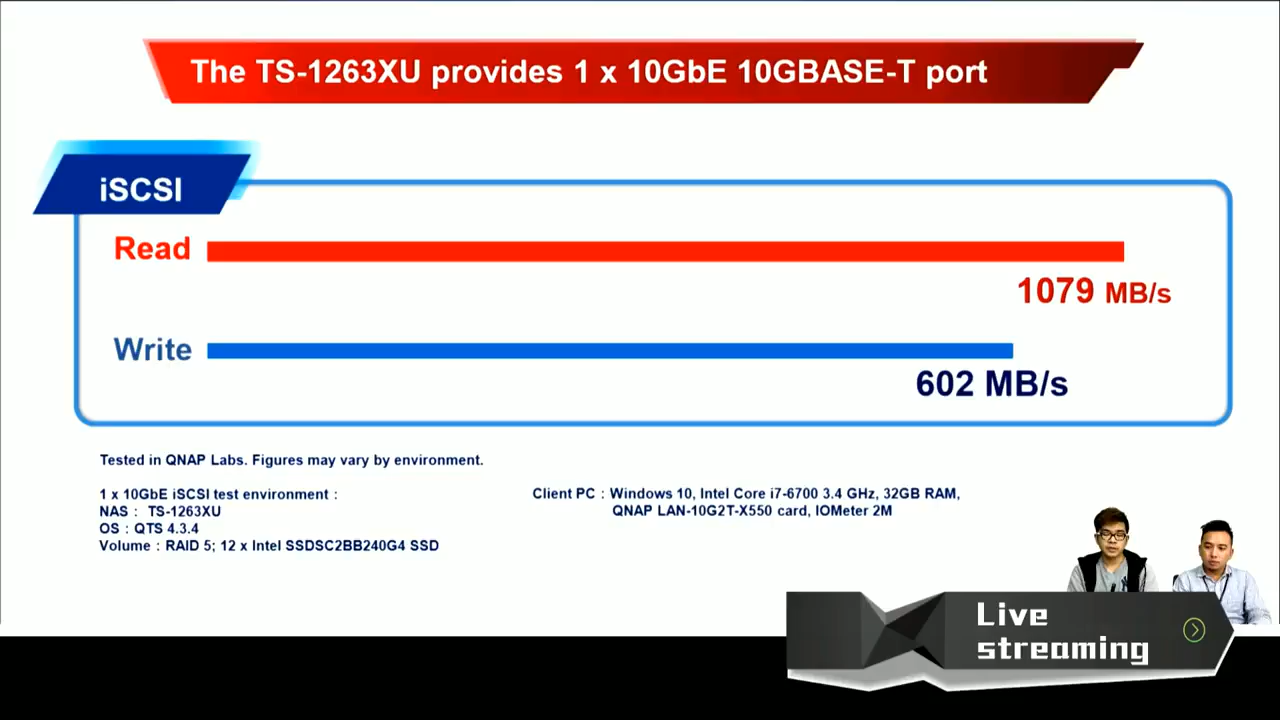 The TS-1263XU provides 1 x 10GbE 10GBASE-T port
iSCSI
Read
1079 MB/s
Write
602 MB/s
Tested in QNAP Labs. Figures may vary by environment.
1 x 10GbE iSCSI test environment :
NAS : TS-1263XU
OS : QTS 4.3.4
Volume : RAID 5; 12 x Intel SSDSC2BB240G4 SSD
Client PC : Windows 10, Intel Core i7-6700 3.4 GHz, 32GB RAM,
QNAP LAN-10G2T-X550 card, IOMeter 2M
Live
streaming